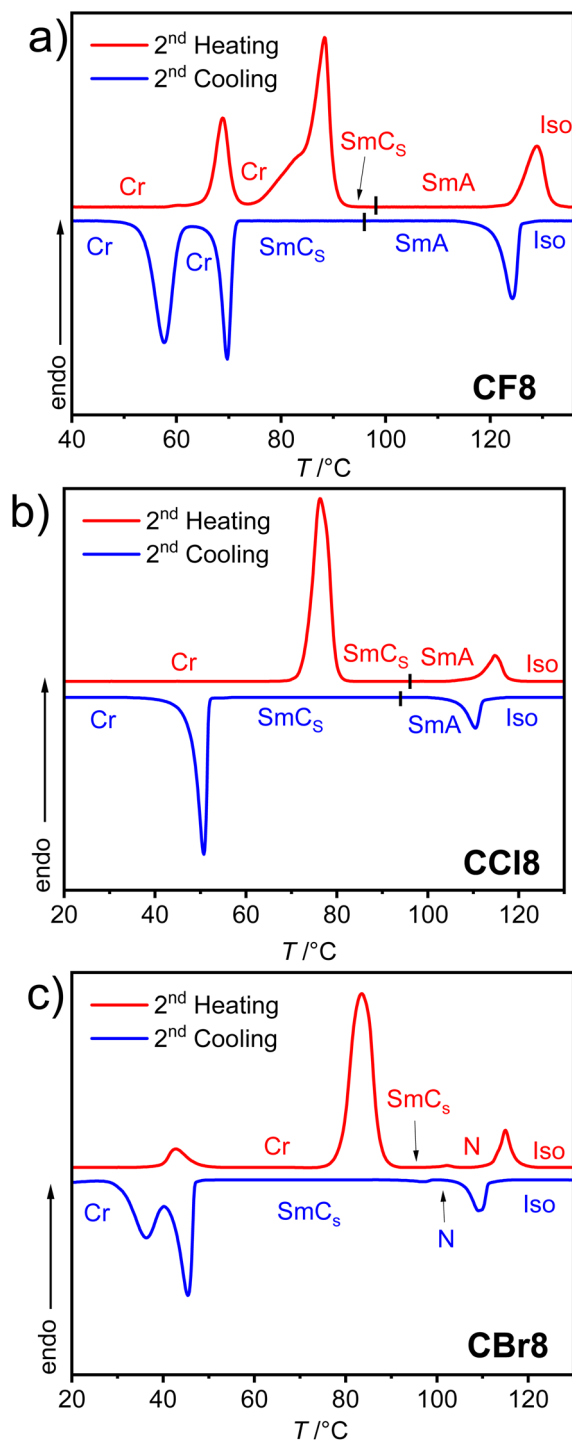 a)
2nd Heating
2nd Cooling
Iso
SmCS
Cr
Cr
SmA
Cr
Cr
SmCS
SmA
Iso
endo
CF8
40 60 80 100 120
T /°C
b)
2nd Heating
2nd Cooling
Cr
SmCS
SmA
Iso
Cr
SmCS
SmA
Iso
endo
CCl8
20 40 60 80 100 120
T /°C
c)
2nd Heating
2nd Cooling
SmCs
Cr
N
Iso
Cr
SmCs
N
Iso
endo
CBr8
20 40 60 80 100 120
T /°C